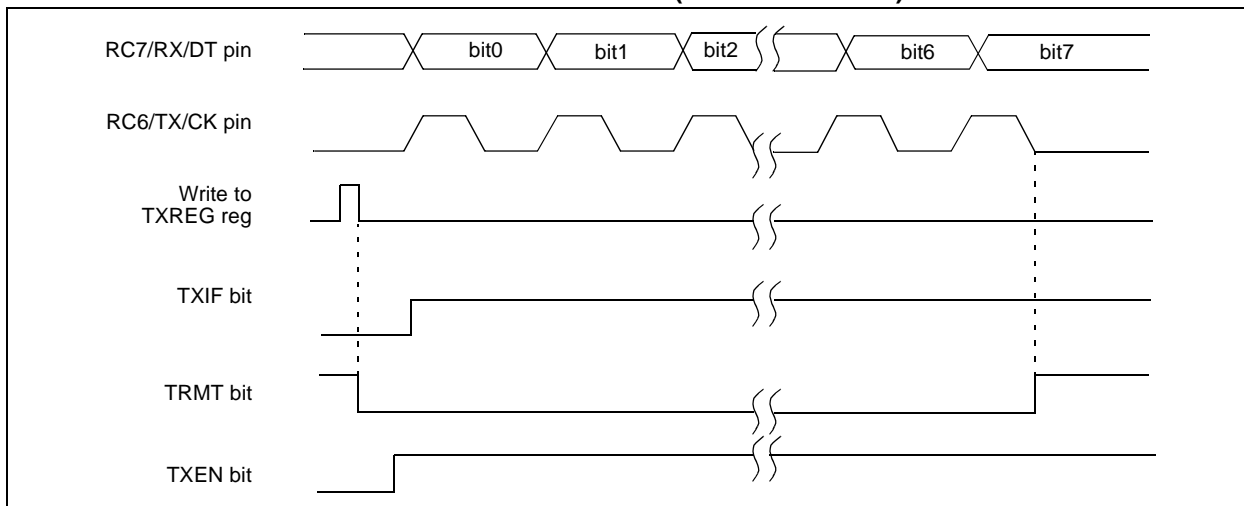 RC7/RX/DT pin
bit0 bit1 bit2 bit6 bit7
RC6/TX/CK pin
Write to
TXREG reg
TXIF bit
TRMT bit
TXEN bit